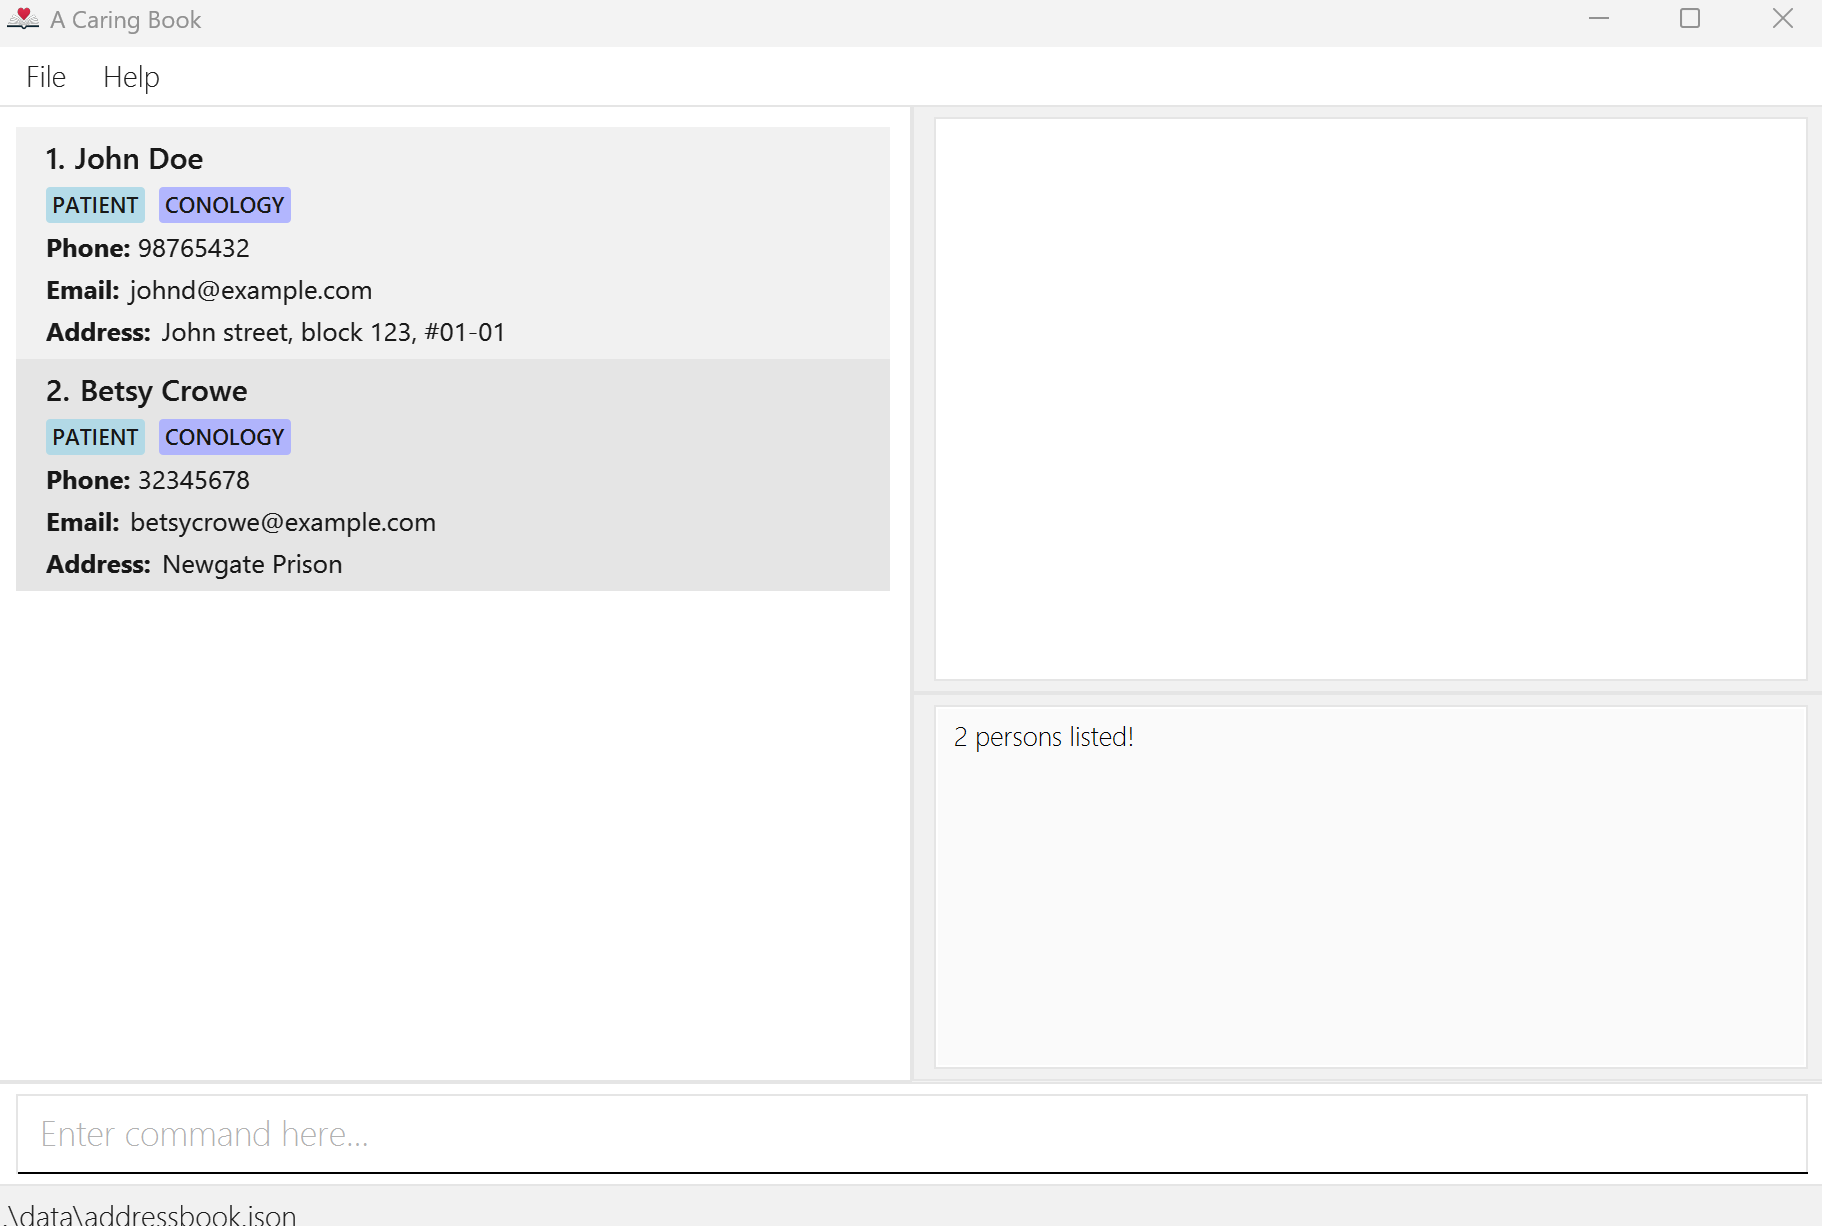 A Caring Book
File Help
1. John Doe
PATIENT CONOLOGY
Phone: 98765432
Email: johnd@example.com
Address: John street, block 123, #01-01
2. Betsy Crowe
PATIENT CONOLOGY
Phone: 32345678
Email: betsycrowe@example.com
Address: Newgate Prison
2 persons listed!
Enter command here...
.\data\addressbook.json